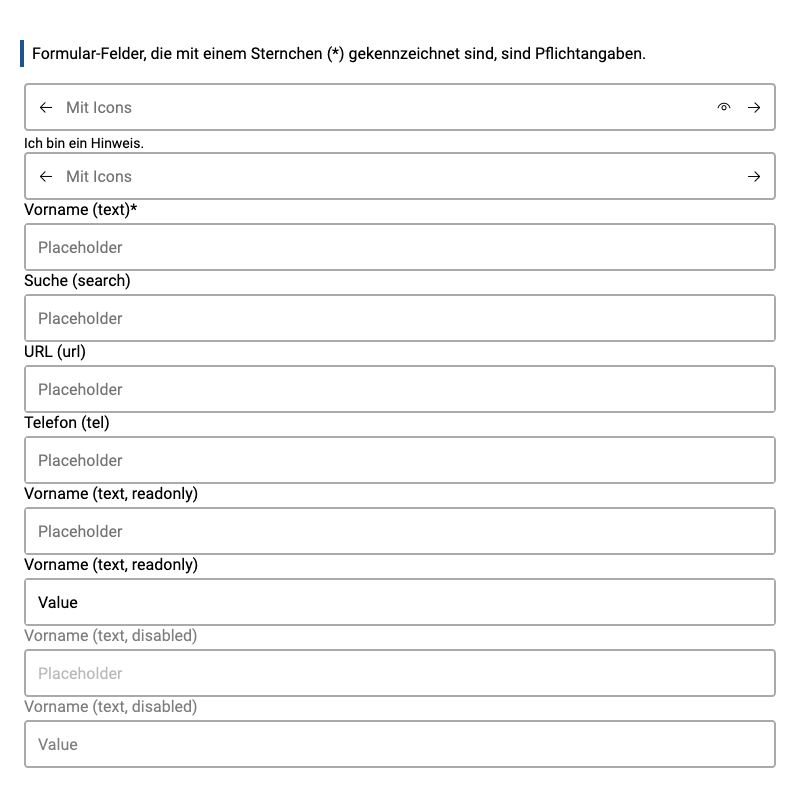 Formular-Felder, die mit einem Sternchen (*) gekennzeichnet sind, sind Pflichtangaben.
Mit Icons
Ich bin ein Hinweis.
Mit Icons
Vorname (text)*
Placeholder
Suche (search)
Placeholder
URL (url)
Placeholder
Telefon (tel)
Placeholder
Vorname (text, readonly)
Placeholder
Vorname (text, readonly)
Value
Vorname (text, disabled)
Placeholder
Vorname (text, disabled)
Value